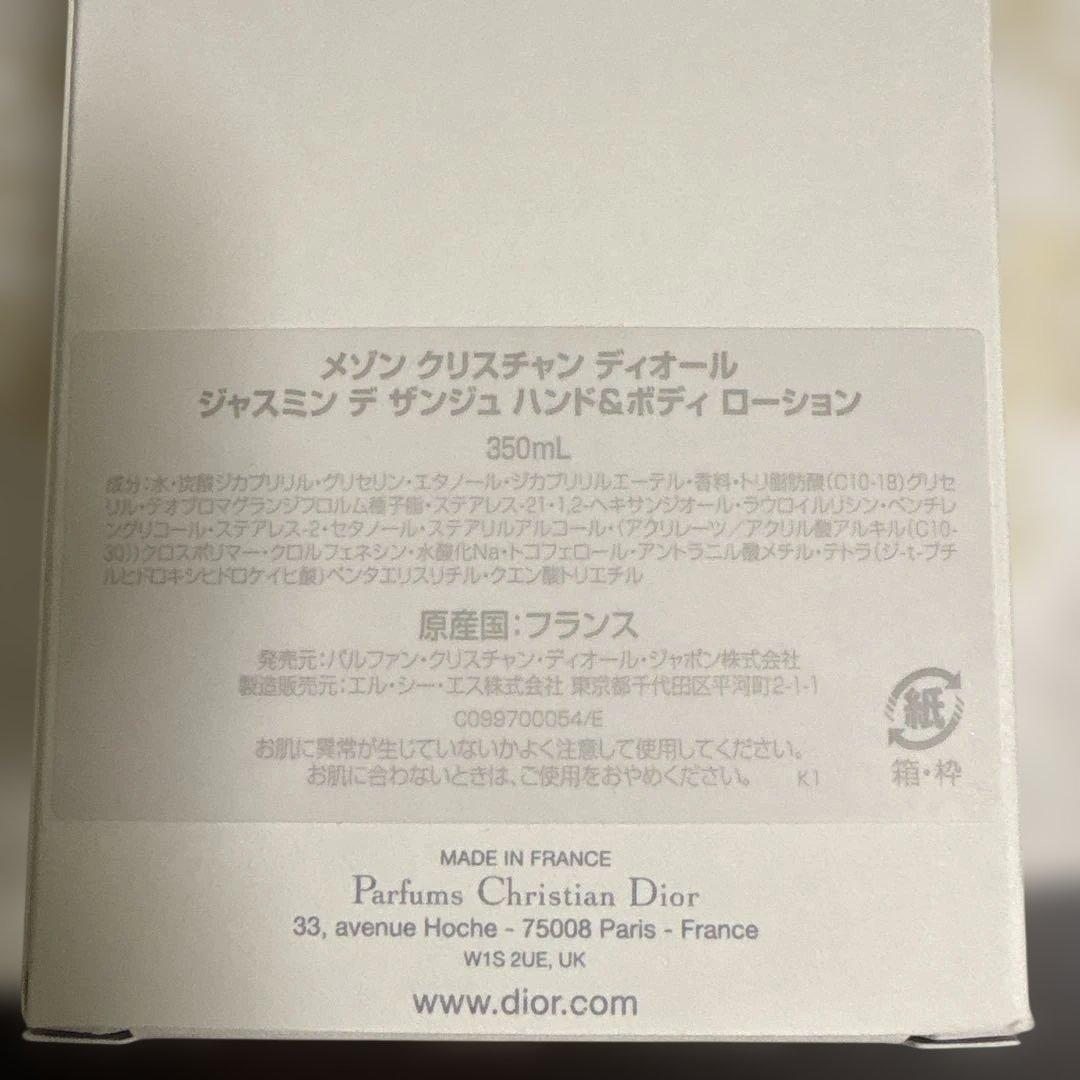 メゾン クリスチャン ディオール
ジャスミン デ ザンジュ ハンド&ボディ ローション
350mL
成分:水・炭酸ジカプリリル・グリセリン・エタノール・ジカプリリルエーテル・香料・トリ脂肪酸(C10-18)グリセ
リル・テオブロマグランジフロルム種子脂・ステアレス-21・1,2-ヘキサンジオール・ラウロイルリシン・ペンチレ
ングリコール・ステアレス-2・セタノール・ステアリルアルコール・(アクリレーツ/アクリル酸アルキル(C10-
30))クロスポリマー・クロルフェネシン・水酸化Na・トコフェロール・アントラニル酸メチル・テトラ(ジ-t-ブチ
ルヒドロキシヒドロケイヒ酸)ペンタエリスリチル・クエン酸トリエチル
原産国:フランス
発売元:パルファン・クリスチャン・ディオール・ジャポン株式会社
製造販売元:エル・シー・エス株式会社 東京都千代田区平河町2-1-1
C099700054/E
お肌に異常が生じていないかよく注意して使用してください。
お肌に合わないときは、ご使用をおやめください。 K1
紙
箱・枠
MADE IN FRANCE
Parfums Christian Dior
33, avenue Hoche - 75008 Paris - France
W1S 2UE, UK
www.dior.com